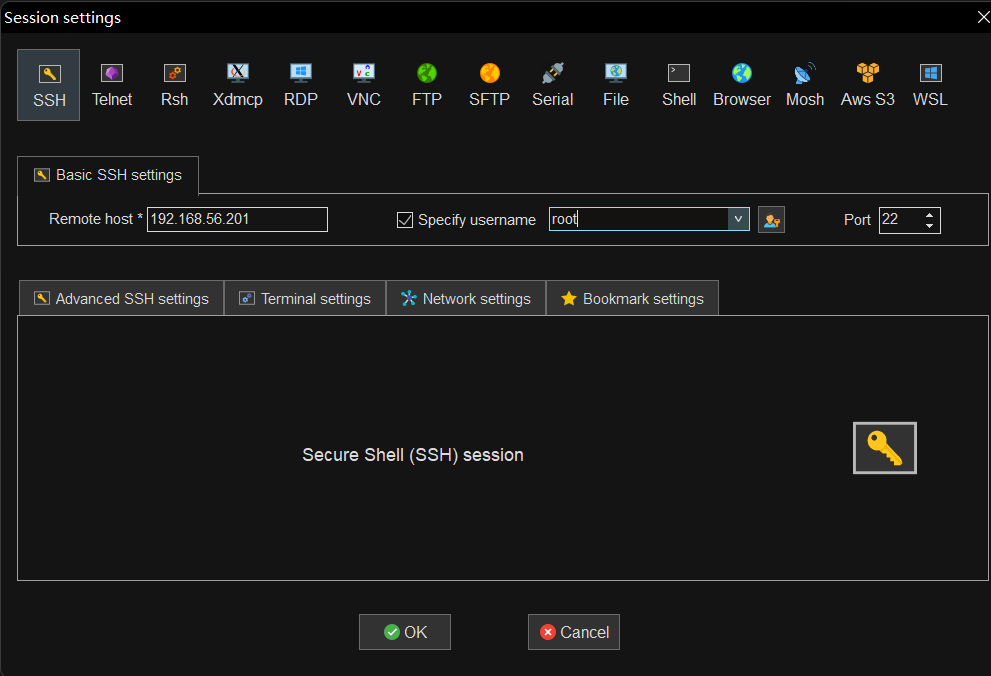 Session settings
SSH Telnet Rsh Xdmcp RDP VNC FTP SFTP Serial File Shell Browser Mosh Aws S3 WSL
Basic SSH settings
Remote host * 192.168.56.201 Specify username root Port 22
Advanced SSH settings Terminal settings Network settings Bookmark settings
Secure Shell (SSH) session
OK Cancel